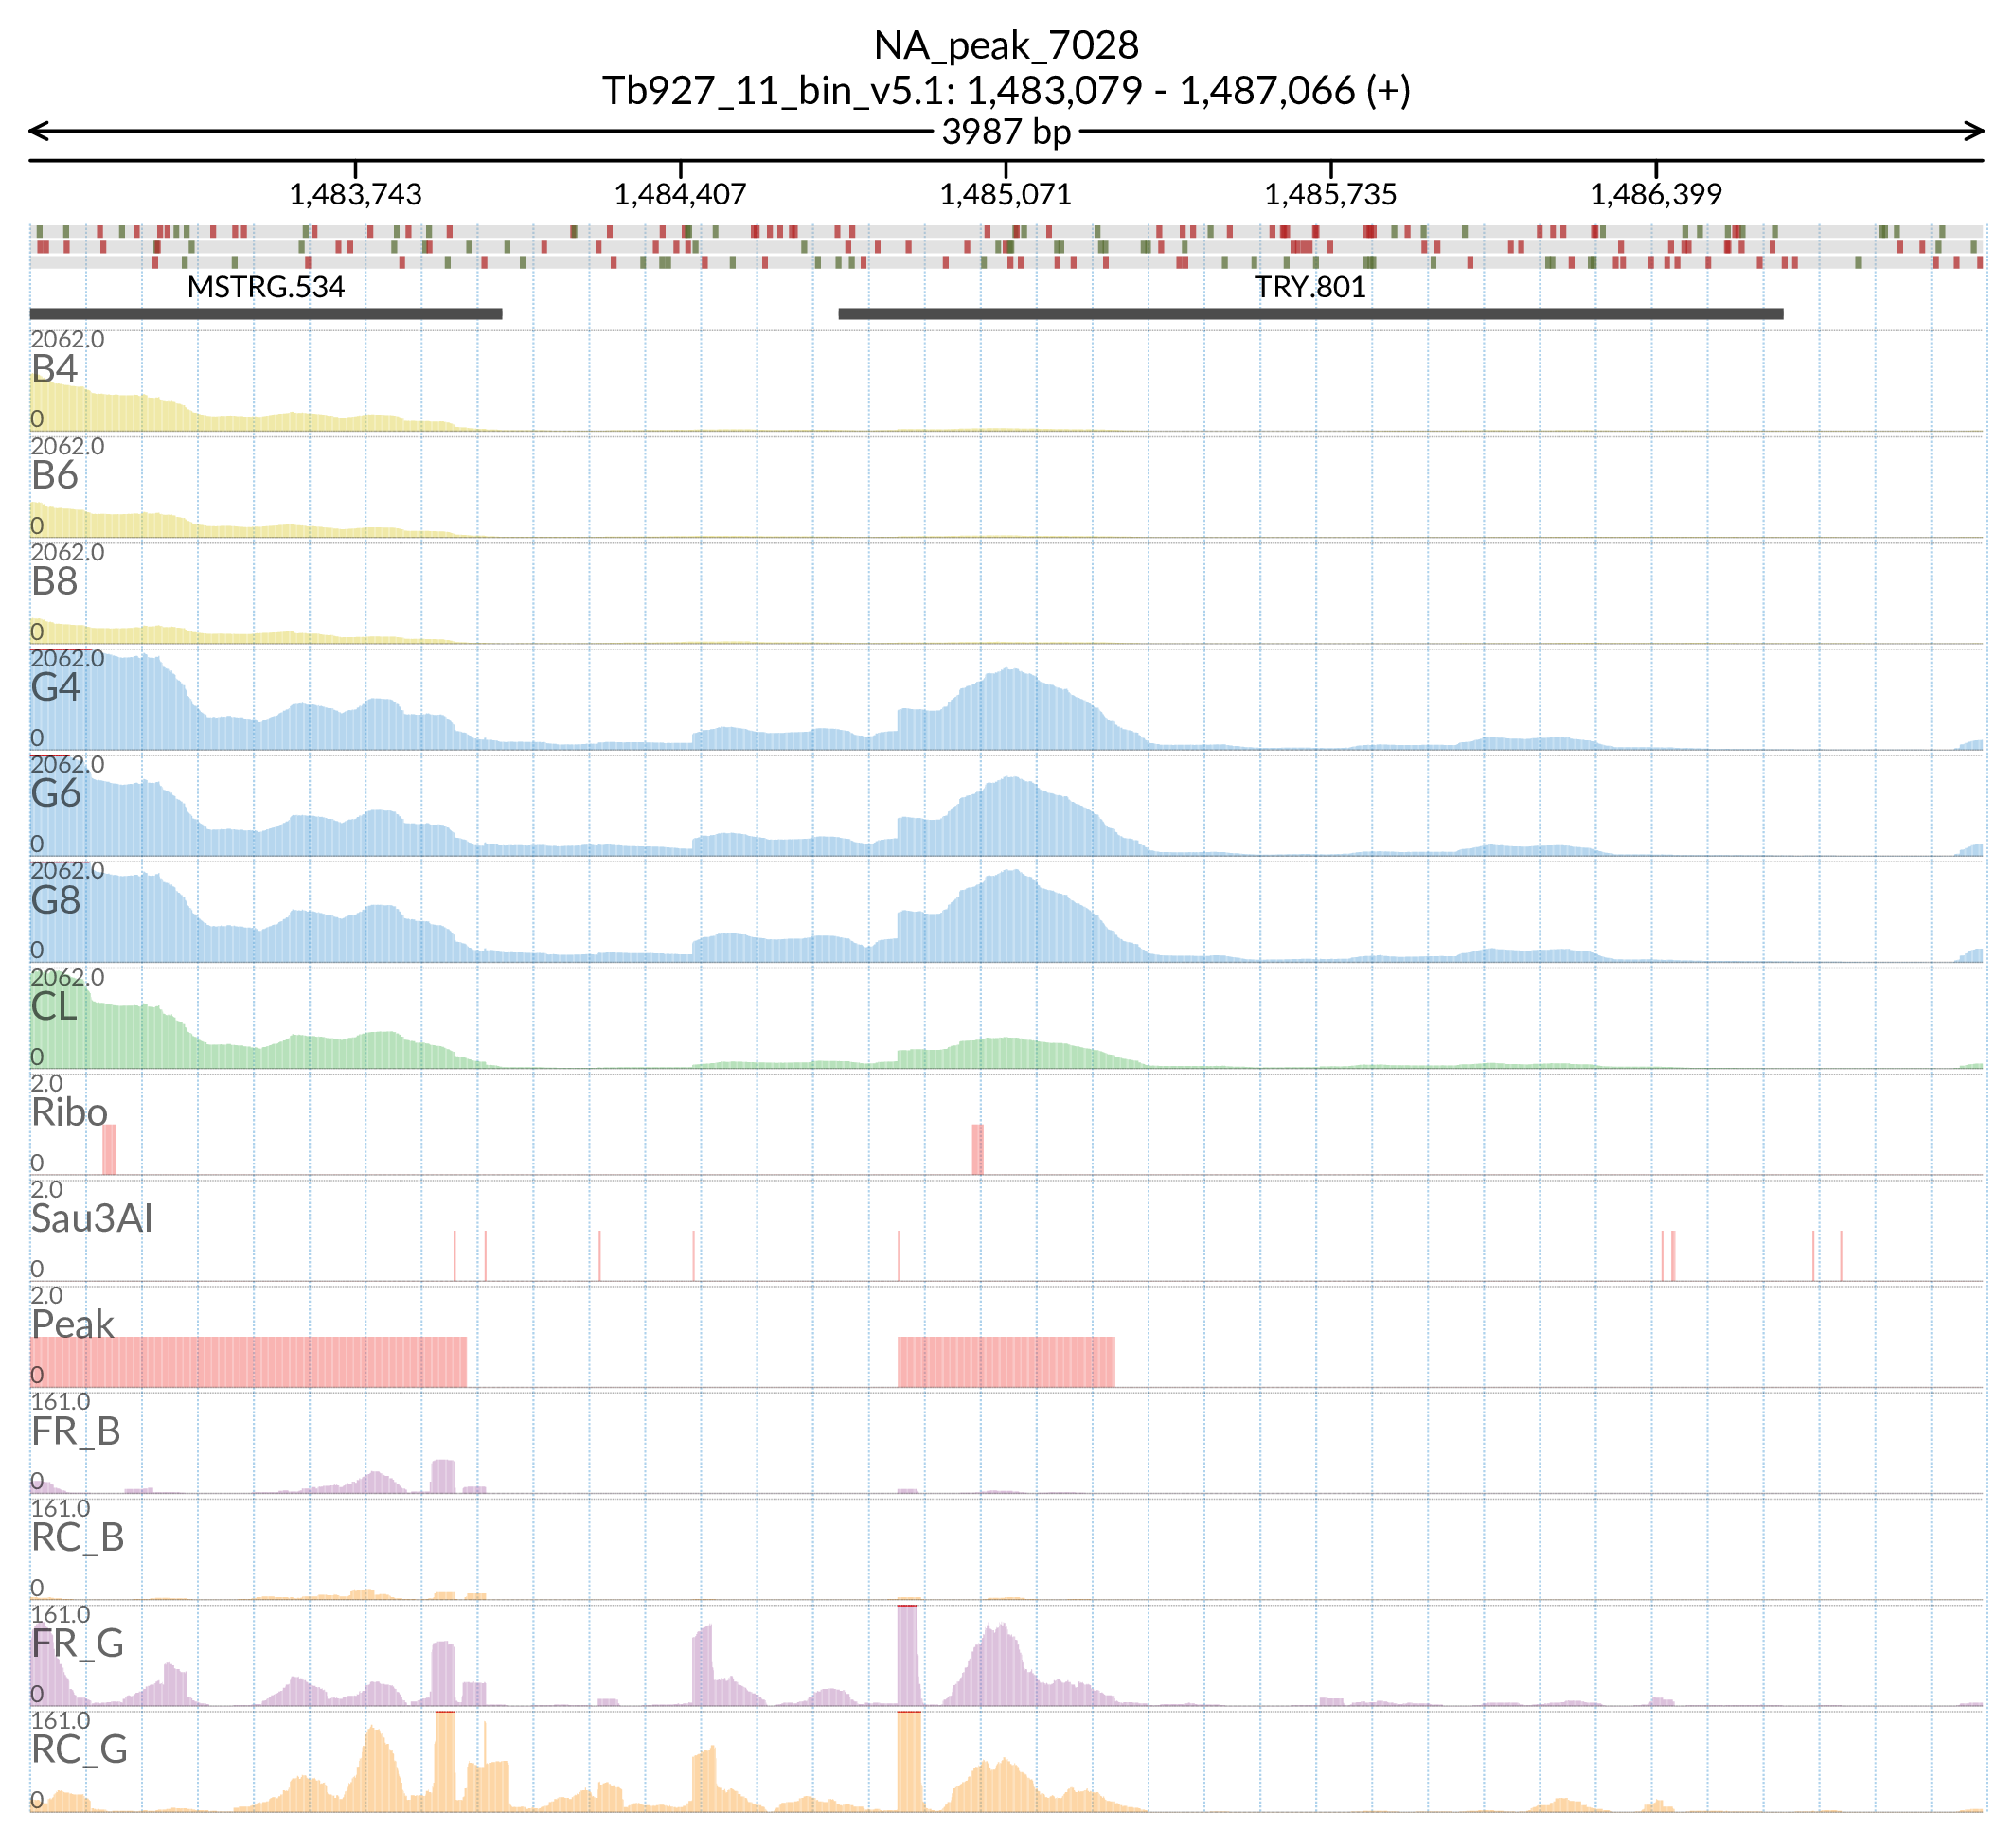 NA_peak_7028
Tb927_11_bin_v5.1: 1,483,079 - 1,487,066 (+)
3987 bp
1,483,743 1,484,407 1,485,071 1,485,735 1,486,399
MSTRG.534 TRY.801
2062.0
B4
0
2062.0
B6
0
2062.0
B8
0
2062.0
G4
0
2062.0
G6
0
2062.0
G8
0
2062.0
CL
0
2.0
Ribo
0
2.0
Sau3AI
0
2.0
Peak
0
161.0
FR_B
0
161.0
RC_B
0
161.0
FR_G
0
161.0
RC_G
0